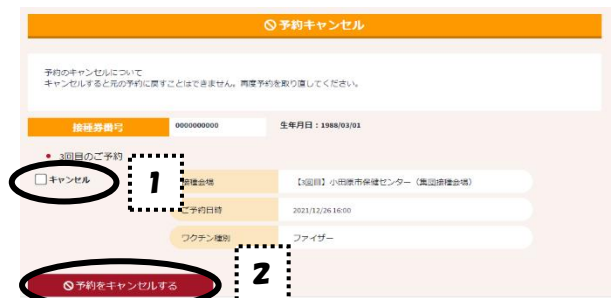 予約キャンセル
予約のキャンセルについて
キャンセルすると元の予約に戻すことはできません。再度予約を取り直してください。
接種券番号 0000000000 生年月日：1988/03/01
3回目のご予約
キャンセル
1
接種会場 【3回目】小田原市保健センター（集団接種会場）
ご予約日時 2021/12/26 16:00
ワクチン種別 ファイザー
2
予約をキャンセルする